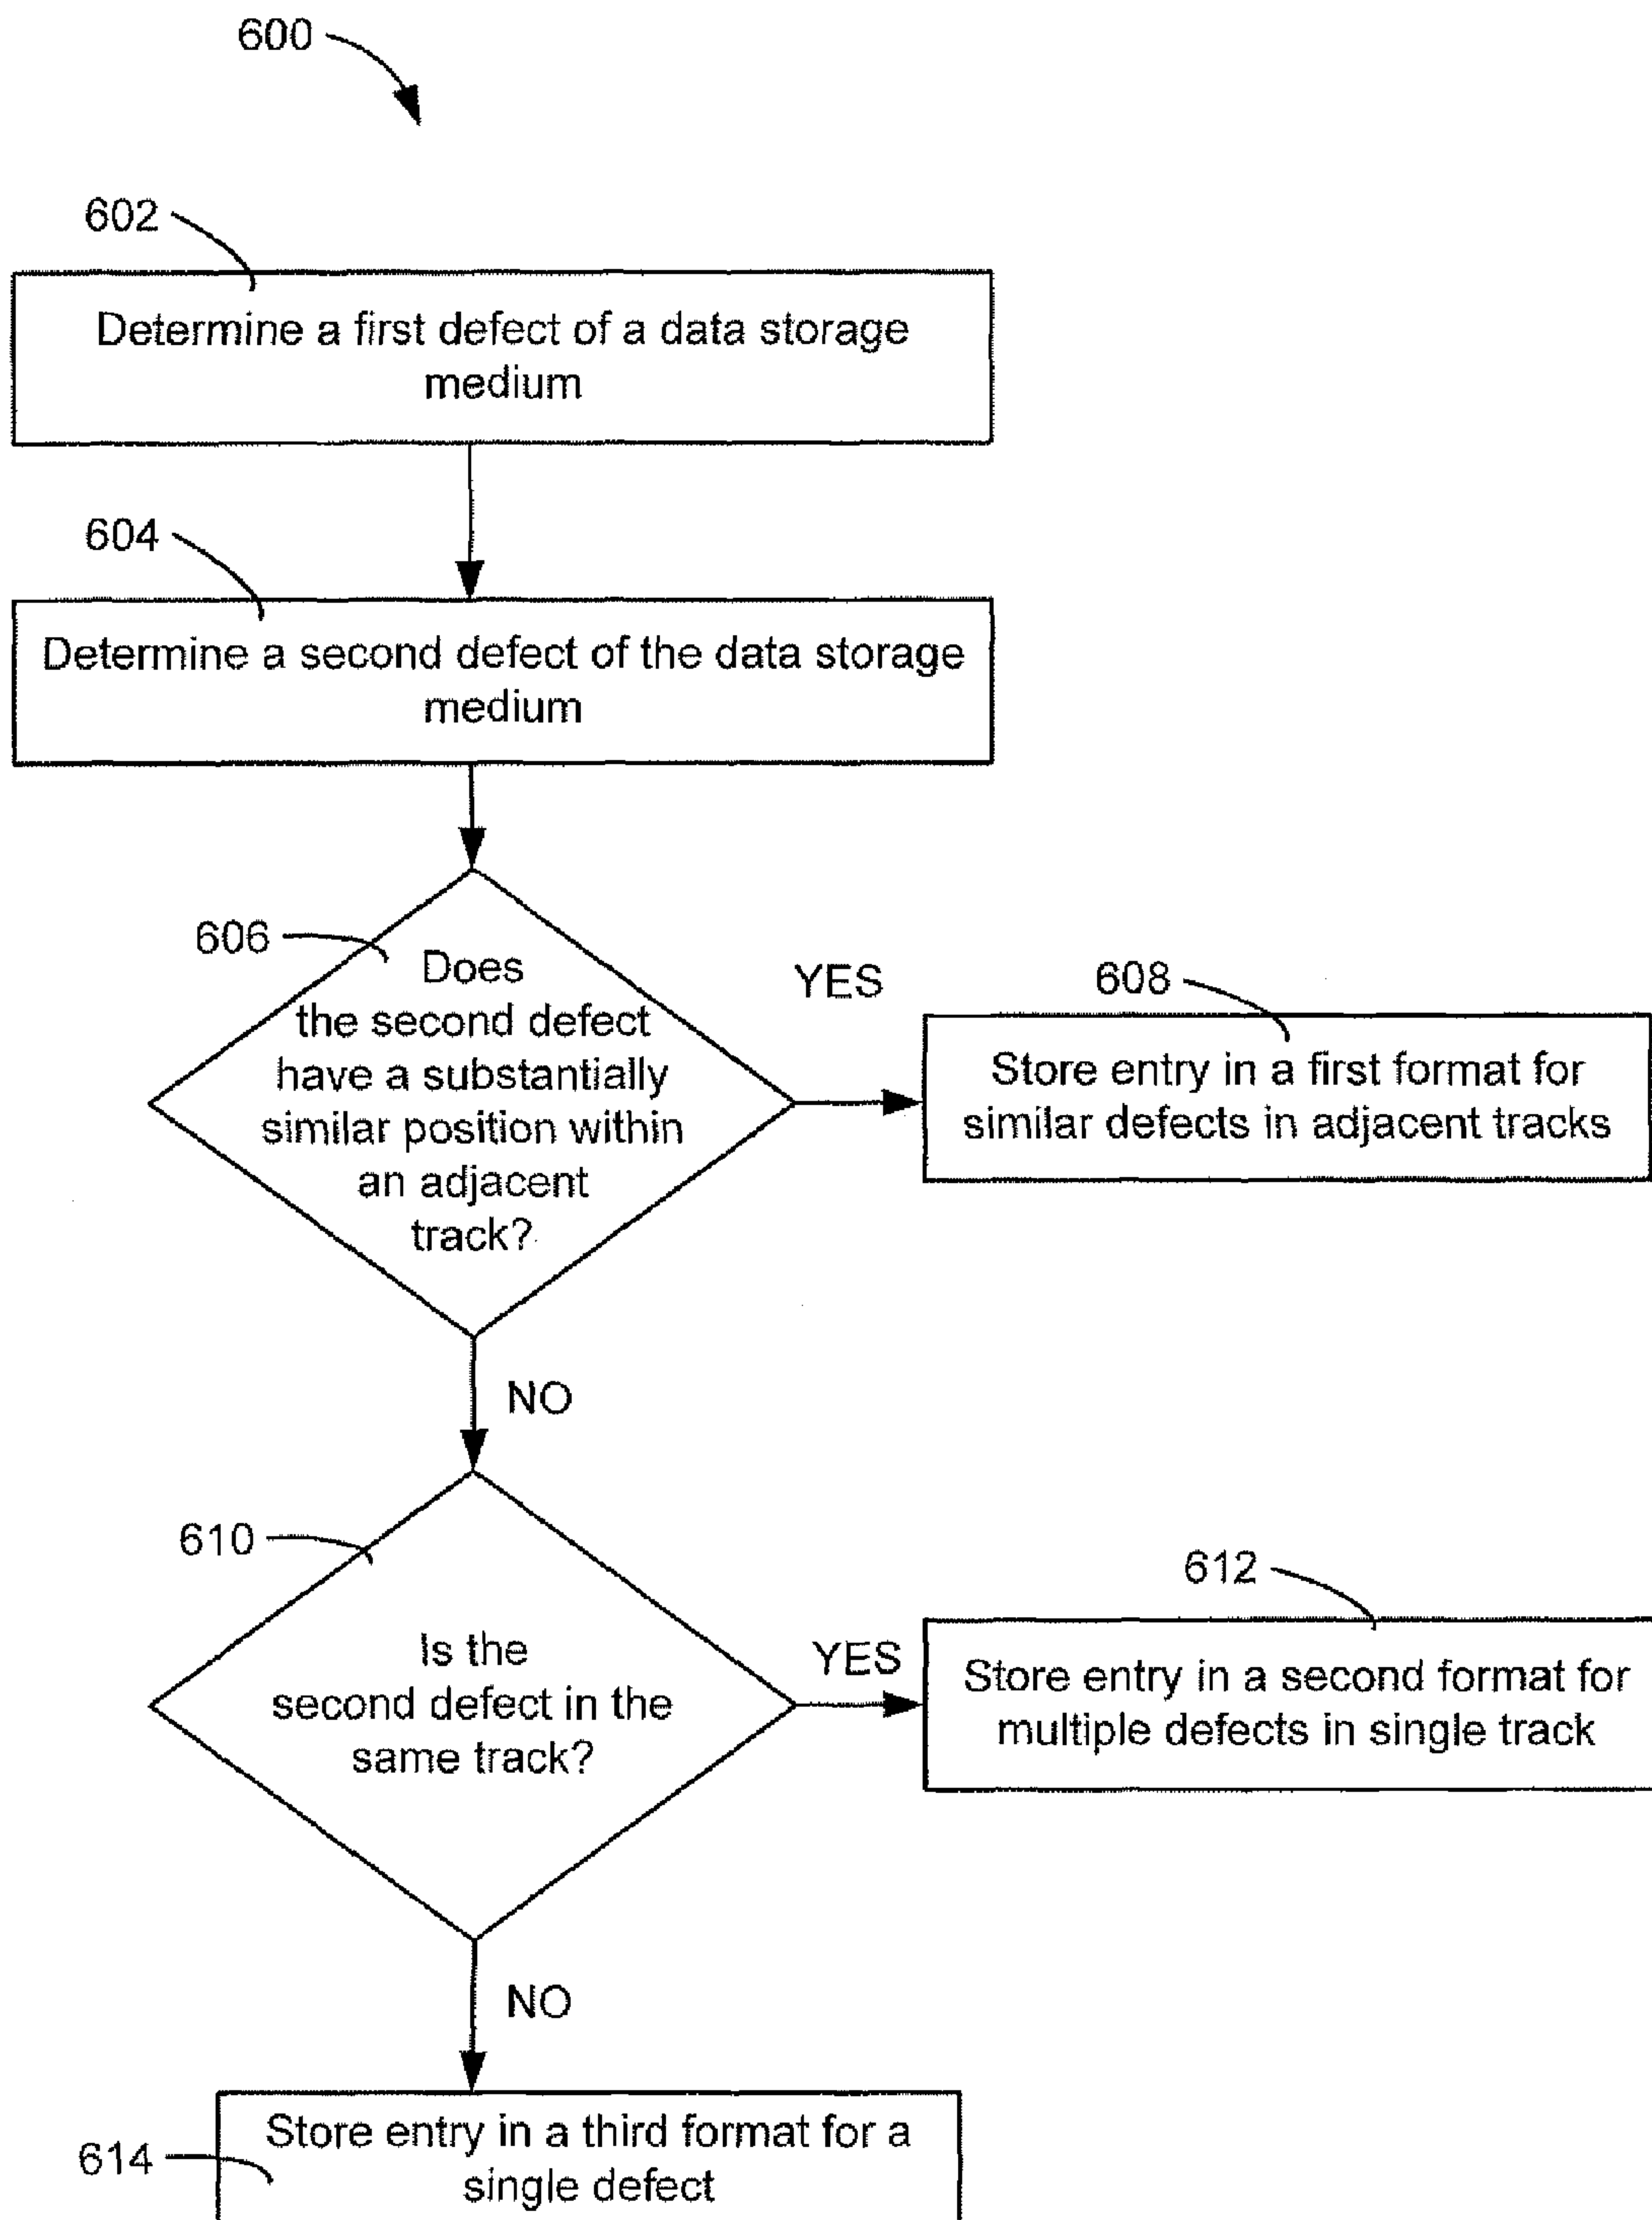 600
602
Determine a first defect of a data storage
medium
604
Determine a second defect of the data storage
medium
606
Does
the second defect
have a substantially
similar position within
an adjacent
track?
YES
608
Store entry in a first format for
similar defects in adjacent tracks
NO
610
Is the
second defect in the
same track?
YES
612
Store entry in a second format for
multiple defects in single track
NO
614
Store entry in a third format for a
single defect